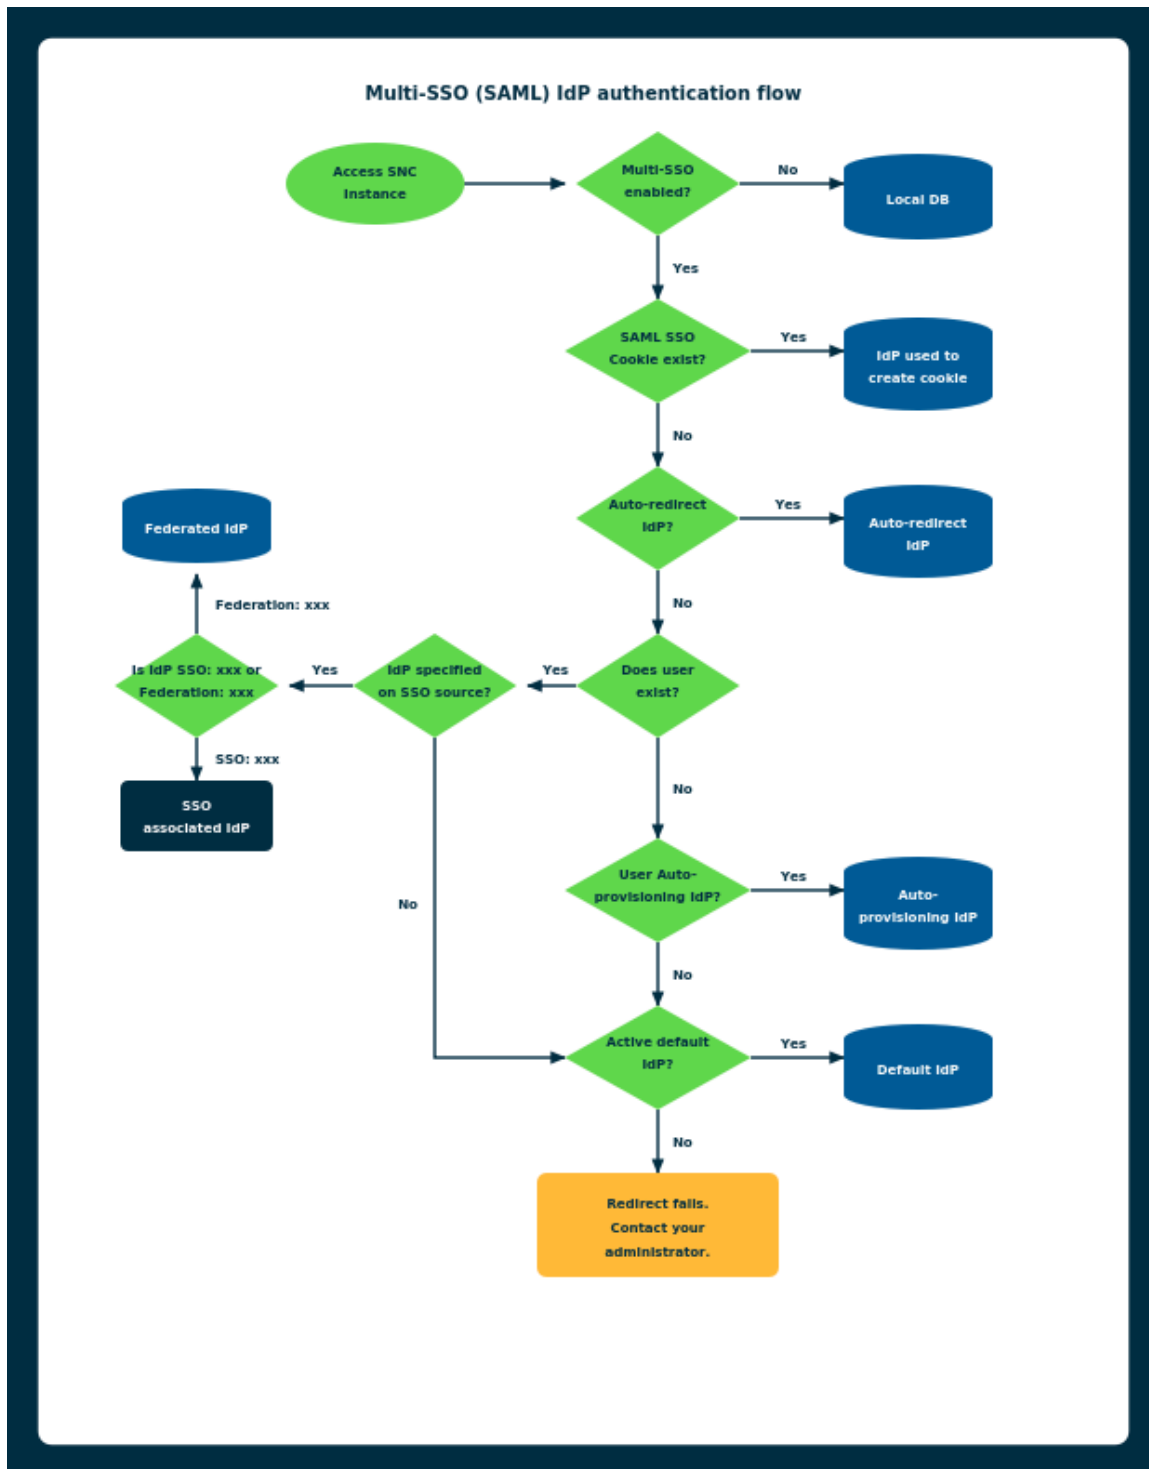 Multi-SSO (SAML) IdP authentication flow
Access SNC
Instance
Multi-SSO
enabled?
No
Local DB
Yes
SAML SSO
Cookie exist?
Yes
IdP used to
create cookie
No
Auto-redirect
IdP?
Yes
Auto-redirect
IdP
No
Federated IdP
Federation: xxx
Is IdP SSO: xxx or
Federation: xxx
Yes
IdP specified
on SSO source?
Yes
Does user
exist?
SSO: xxx
SSO
associated IdP
No
User Auto-
provisioning IdP?
Yes
Auto-
provisioning IdP
No
No
Active default
IdP?
Yes
Default IdP
No
Redirect fails.
Contact your
administrator.